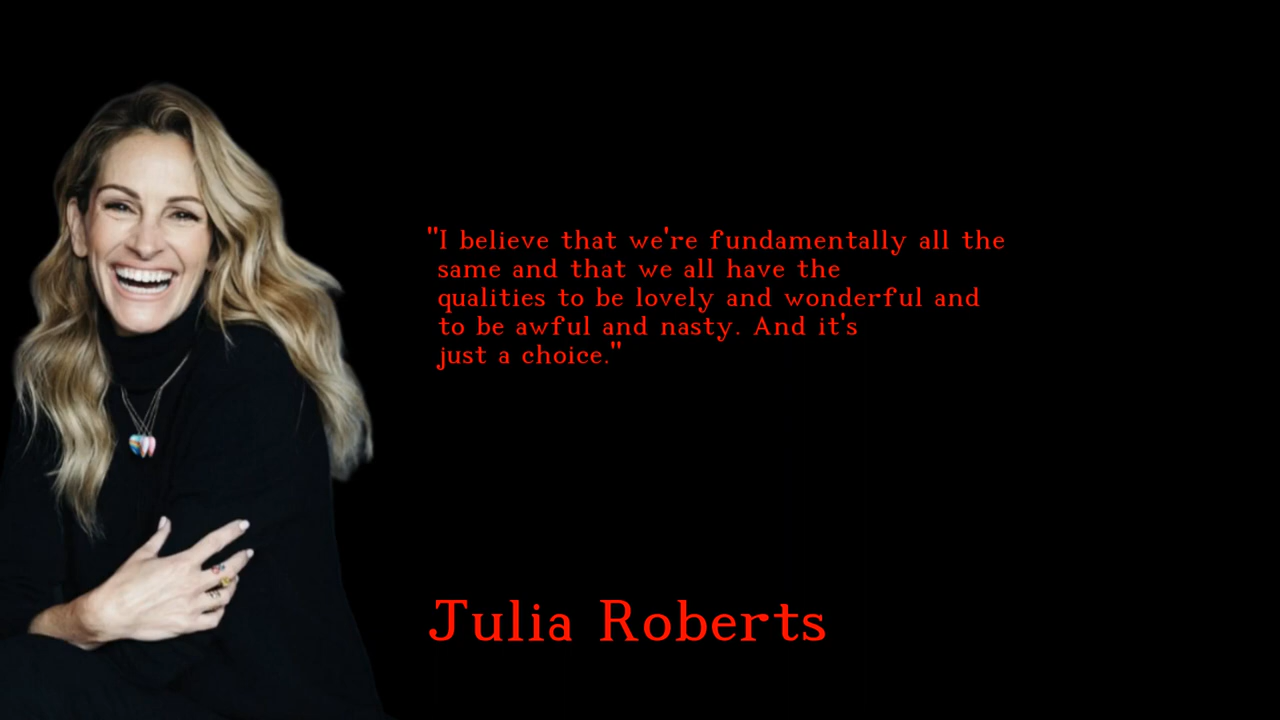 "I believe that we're fundamentally all the
same and that we all have the
qualities to be lovely and wonderful and
to be awful and nasty. And it's
just a choice."
Julia Roberts